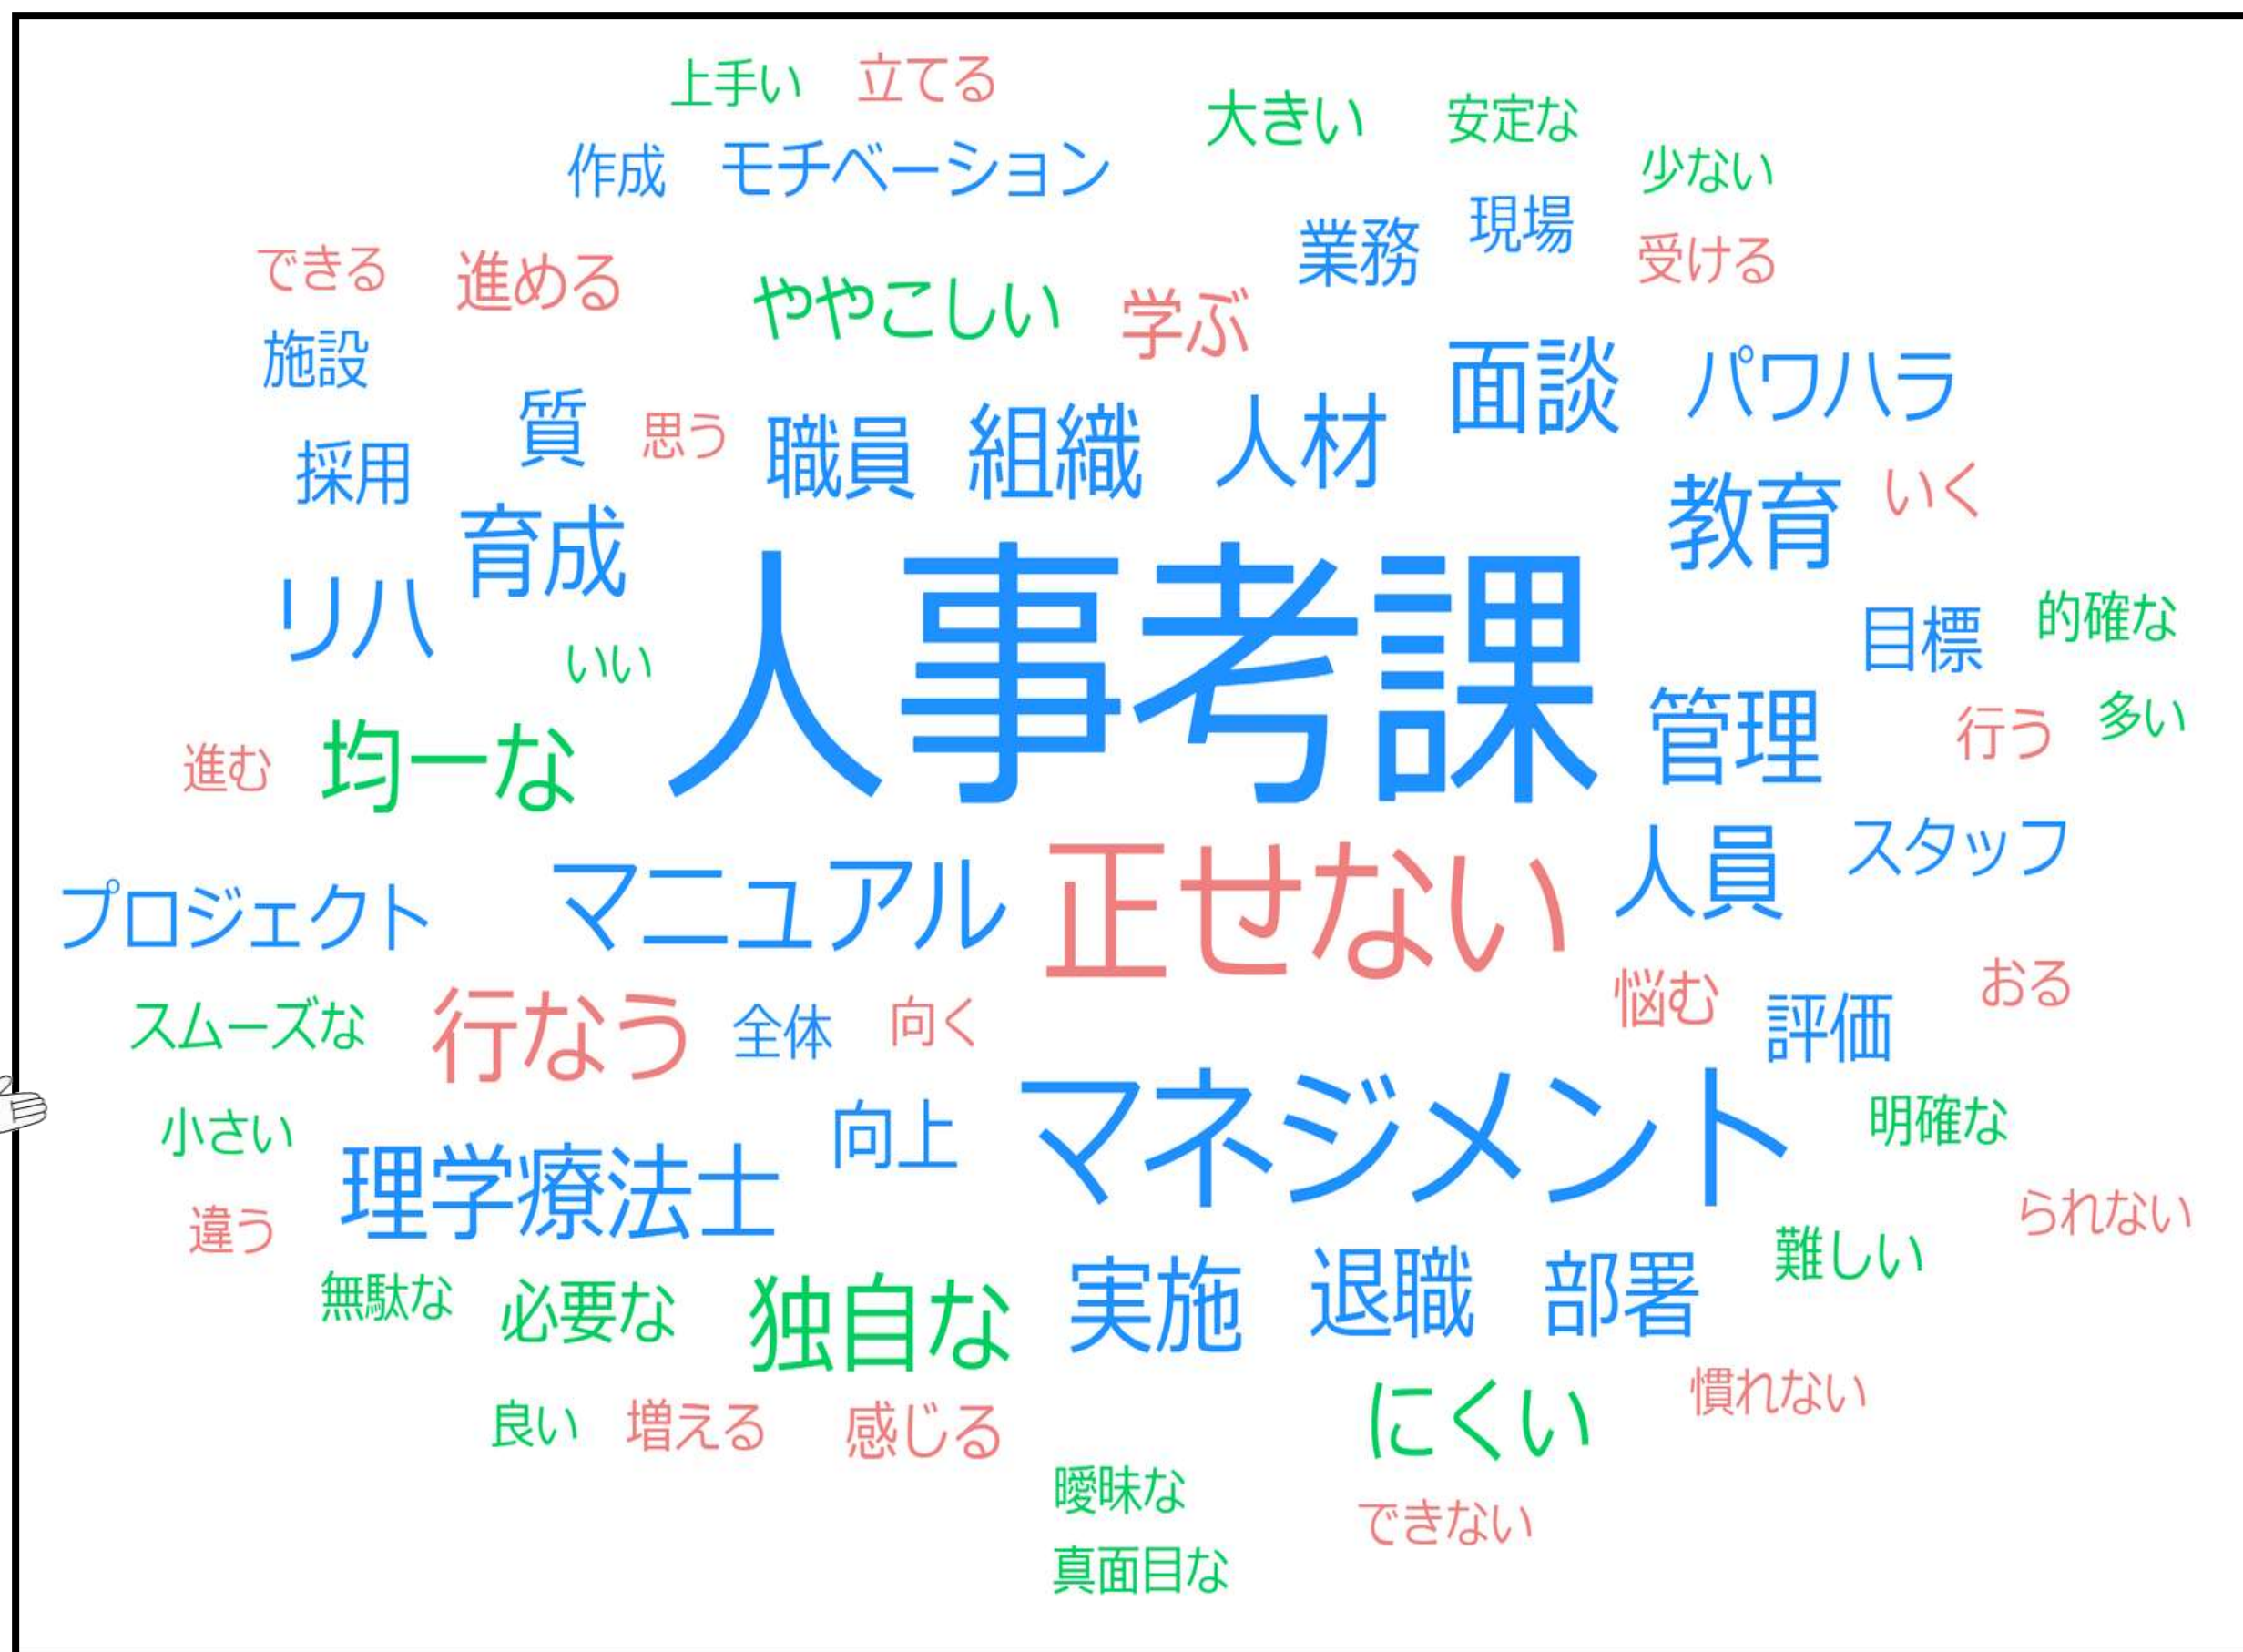 上手い 立てる
大きい 安定な
作成 モチベーション
少ない
業務 現場 受ける
できる 進める ややこしい 学ぶ
施設
面談 パワハラ
採用 質 思う 職員 組織 人材
教育 いく
育成
人事考課
リハ いい
目標 的確な
均一な
管理 行う 多い
進む
人員 スタッフ
プロジェクト マニュアル 正せない
悩む 評価 おる
スムーズな 行なう 全体 向く
小さい 向上 マネジメント 明確な
理学療法士
違う
られない
難しい
無駄な 必要な 独自な 実施 退職 部署
慣れない
良い 増える 感じる にくい
曖昧な
できない
真面目な